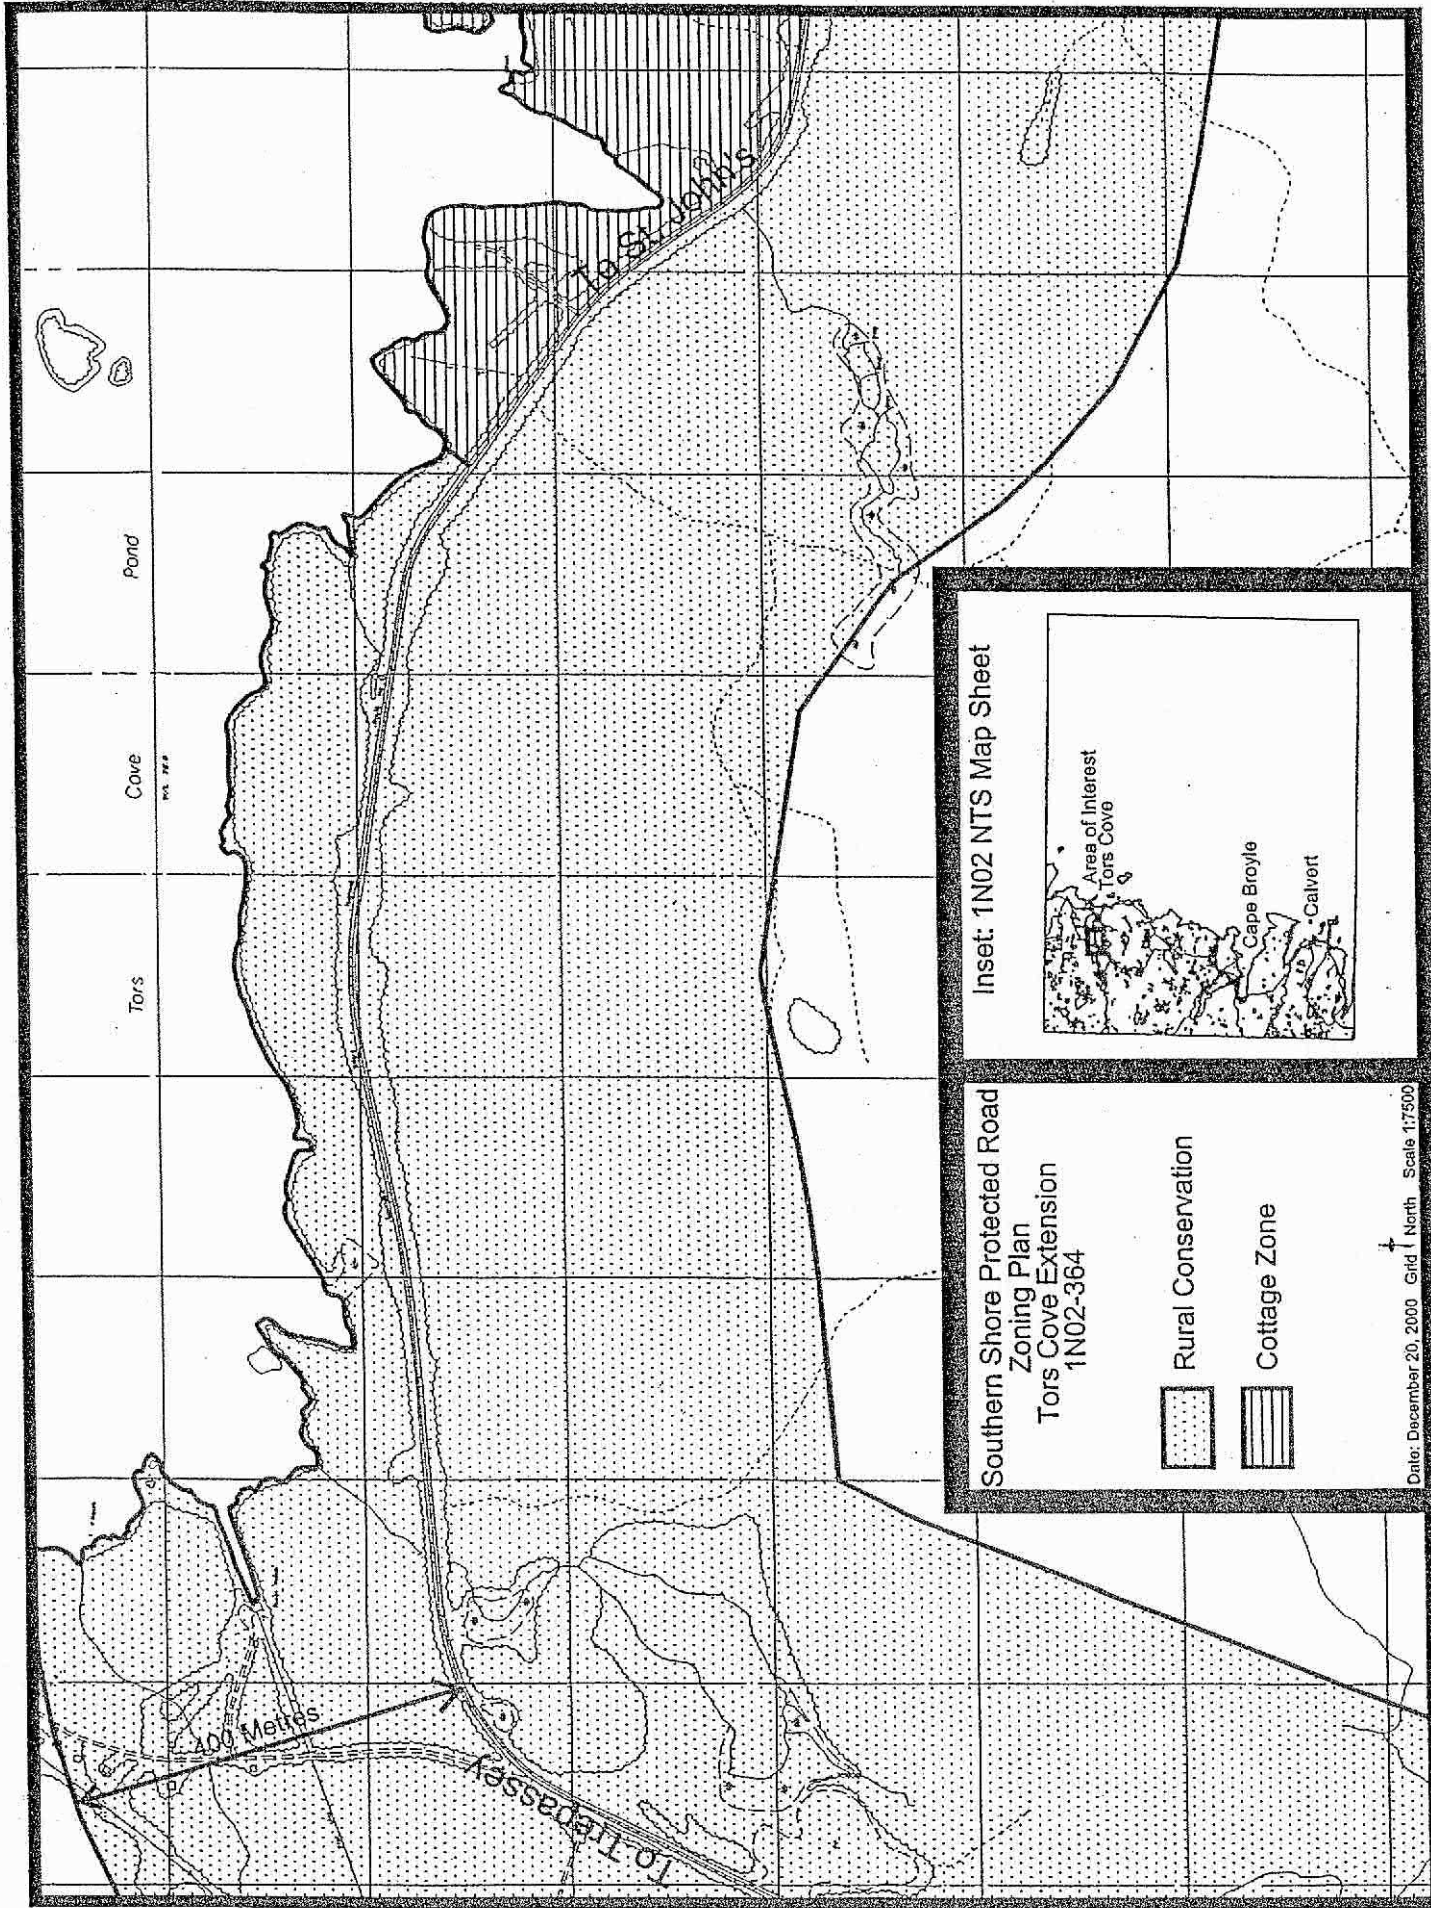 Tors Cove Pond
To St. John's
400 Metres
To Trepassey
Southern Shore Protected Road
Zoning Plan
Tors Cove Extension
1N02-364
Rural Conservation
Cottage Zone
Date: December 20, 2000 Grid North Scale 1:7500
Inset: 1N02 NTS Map Sheet
Area of Interest
Tors Cove
Cape Broyle
Calvert